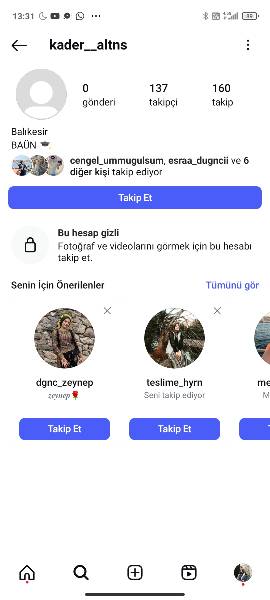 13:31
89
kader__altns
0 137 160
gönderi takipçi takip
Balıkesir
BAÜN 🎓
cengel_ummugulsum, esraa_dugncii ve 6
diğer kişi takip ediyor
Takip Et
Bu hesap gizli
Fotoğraf ve videolarını görmek için bu hesabı
takip et.
Senin İçin Önerilenler Tümünü gör
dgnc_zeynep teslime_hyrn me
zeynep🌹 Seni takip ediyor M
Takip Et Takip Et T